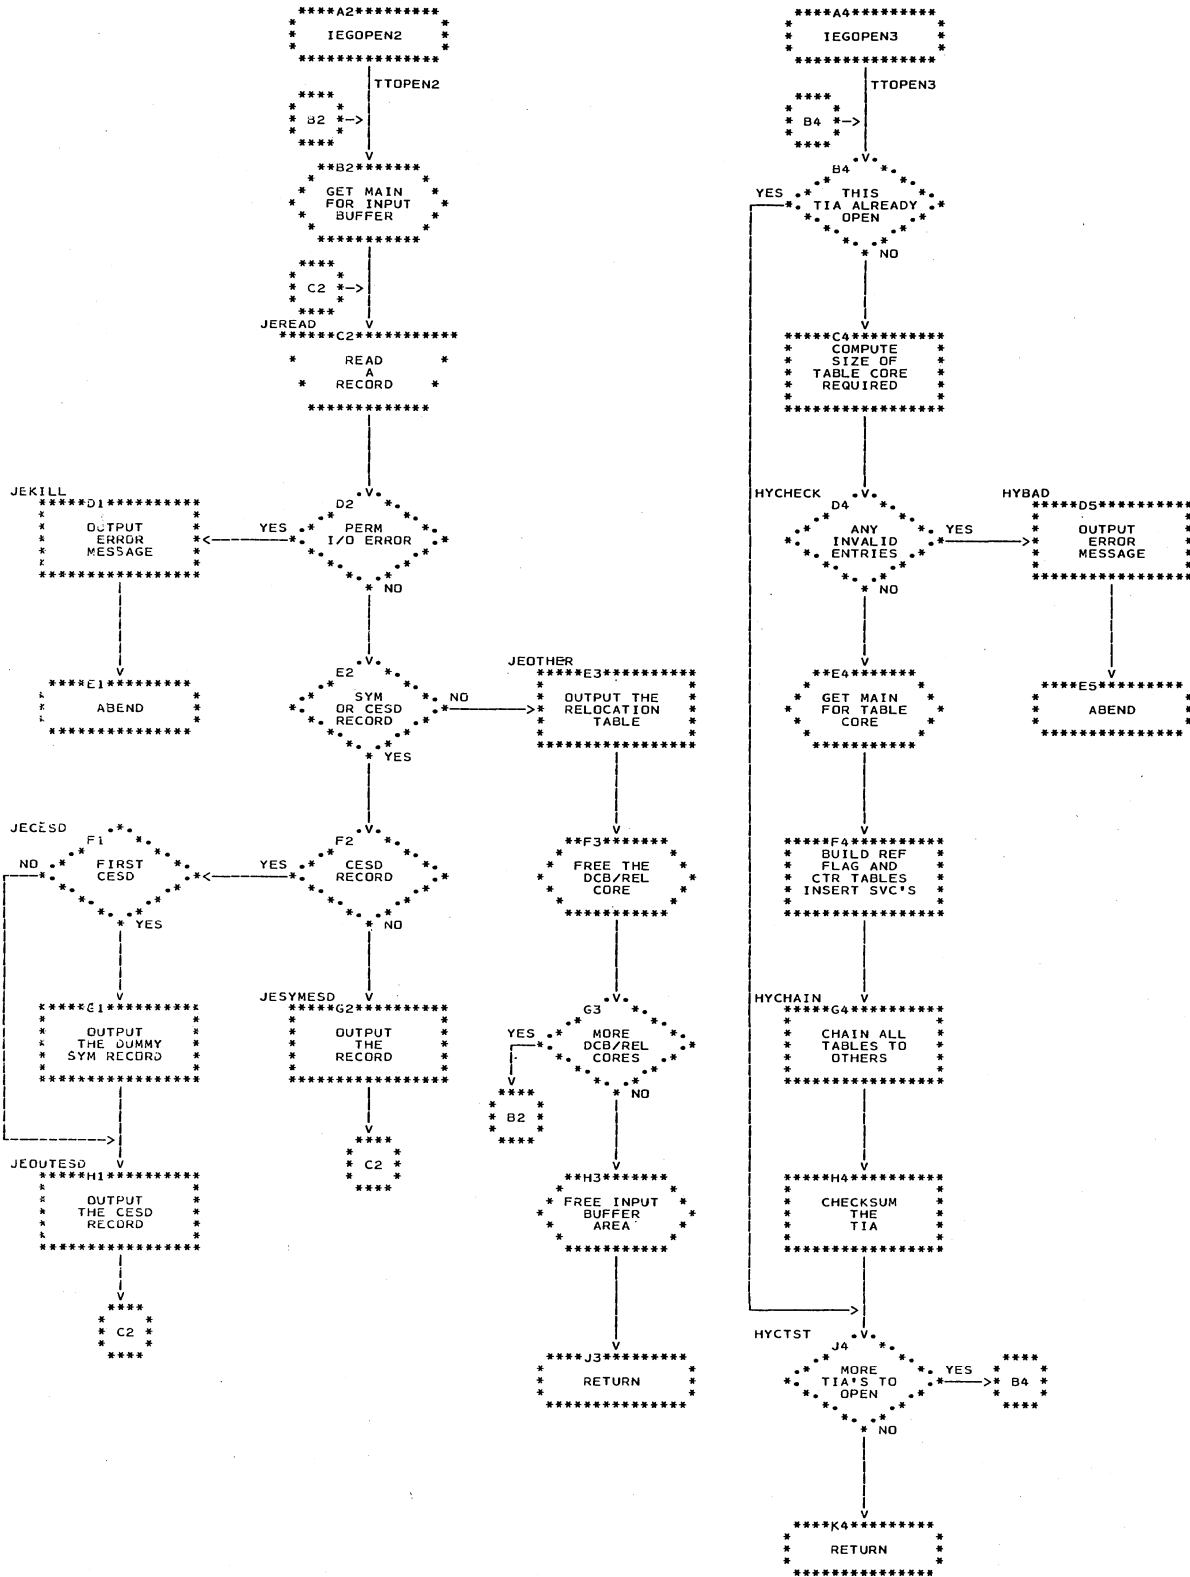 A2
IEGOPEN2
TTOPEN2
B2
B2
GET MAIN
FOR INPUT
BUFFER
C2
JEREAD
C2
READ
A
RECORD
D2
PERM
I/O ERROR
YES
NO
JEKILL
D1
OUTPUT
ERROR
MESSAGE
E1
ABEND
E2
SYM
OR CESD
RECORD
NO
YES
JEOTHER
E3
OUTPUT THE
RELOCATION
TABLE
F2
CESD
RECORD
YES
NO
JECESD
F1
FIRST
CESD
NO
YES
G1
OUTPUT
THE DUMMY
SYM RECORD
JEOUTESD
H1
OUTPUT
THE CESD
RECORD
C2
JESYMESD
G2
OUTPUT
THE
RECORD
C2
F3
FREE THE
DCB/REL
CORE
G3
MORE
DCB/REL
CORES
YES
B2
NO
H3
FREE INPUT
BUFFER
AREA
J3
RETURN
A4
IEGOPEN3
TTOPEN3
B4
B4
THIS
TIA ALREADY
OPEN
YES
NO
C4
COMPUTE
SIZE OF
TABLE CORE
REQUIRED
HYCHECK
D4
ANY
INVALID
ENTRIES
YES
NO
HYBAD
D5
OUTPUT
ERROR
MESSAGE
E5
ABEND
E4
GET MAIN
FOR TABLE
CORE
F4
BUILD REF
FLAG AND
CTR TABLES
INSERT SVC'S
HYCHAIN
G4
CHAIN ALL
TABLES TO
OTHERS
H4
CHECKSUM
THE
TIA
HYCTST
J4
MORE
TIA'S TO
OPEN
YES
B4
NO
K4
RETURN